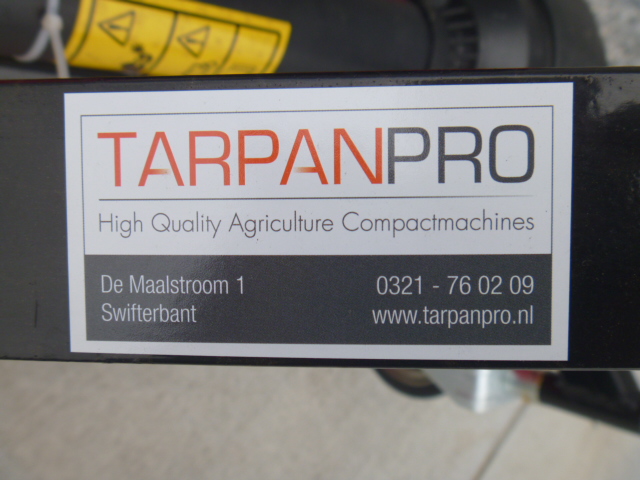 TARPANPRO
High Quality Agriculture Compactmachines
De Maalstroom 1 0321 - 76 02 09
Swifterbant www.tarpanpro.nl